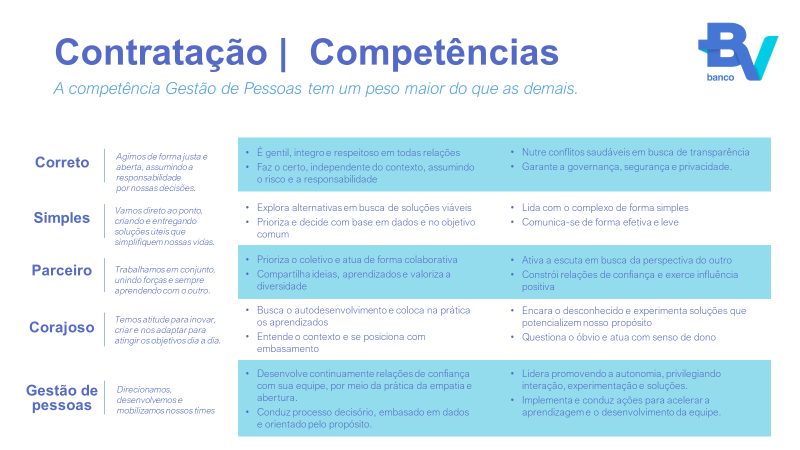 Contratação |  Competências
A competência Gestão de Pessoas tem um peso maior do que as demais.
BV
banco
Correto
Agimos de forma justa e
aberta, assumindo a
responsabilidade
por nossas decisões.
• É gentil, integro e respeitoso em todas relações
• Faz o certo, independente do contexto, assumindo
o risco e a responsabilidade
• Nutre conflitos saudáveis em busca de transparência
• Garante a governança, segurança e privacidade.
Simples
Vamos direto ao ponto,
criando e entregando
soluções úteis que
simplifiquem nossas vidas.
• Explora alternativas em busca de soluções viáveis
• Prioriza e decide com base em dados e no objetivo
comum
• Lida com o complexo de forma simples
• Comunica-se de forma efetiva e leve
Parceiro
Trabalhamos em conjunto,
unindo forças e sempre
aprendendo com o outro.
• Prioriza o coletivo e atua de forma colaborativa
• Compartilha ideias, aprendizados e valoriza a
diversidade
• Ativa a escuta em busca da perspectiva do outro
• Constrói relações de confiança e exerce influência
positiva
Corajoso
Temos atitude para inovar,
criar e nos adaptar para
atingir os objetivos dia a dia.
• Busca o autodesenvolvimento e coloca na prática
os aprendizados
• Entende o contexto e se posiciona com
embasamento
• Encara o desconhecido e experimenta soluções que
potencializem nosso propósito
• Questiona o óbvio e atua com senso de dono
Gestão de
pessoas
Direcionamos,
desenvolvemos e
mobilizamos nossos times
• Desenvolve continuamente relações de confiança
com sua equipe, por meio da prática da empatia e
abertura.
• Conduz processo decisório, embasado em dados
e orientado pelo propósito.
• Lidera promovendo a autonomia, privilegiando
interação, experimentação e soluções.
• Implementa e conduz ações para acelerar a
aprendizagem e o desenvolvimento da equipe.